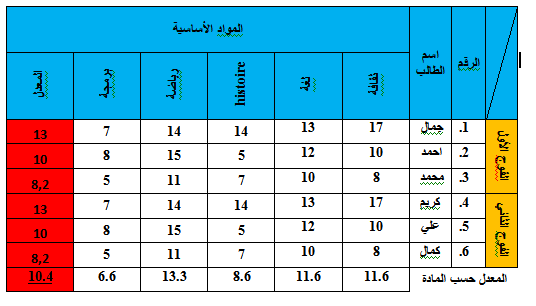 الرقم اسم الطالب المواد الأساسية
ثقافة لغة histoire رياضة برمجة المعدل
الفوج الأول
1. جمال 17 13 14 14 7 13
2. احمد 10 12 5 15 8 10
3. محمد 8 10 7 11 5 8,2
الفوج الثاني
4. كريم 17 13 14 14 7 13
5. علي 10 12 5 15 8 10
6. كمال 8 10 7 11 5 8,2
المعدل حسب المادة 11.6 11.6 8.6 13.3 6.6 10.4